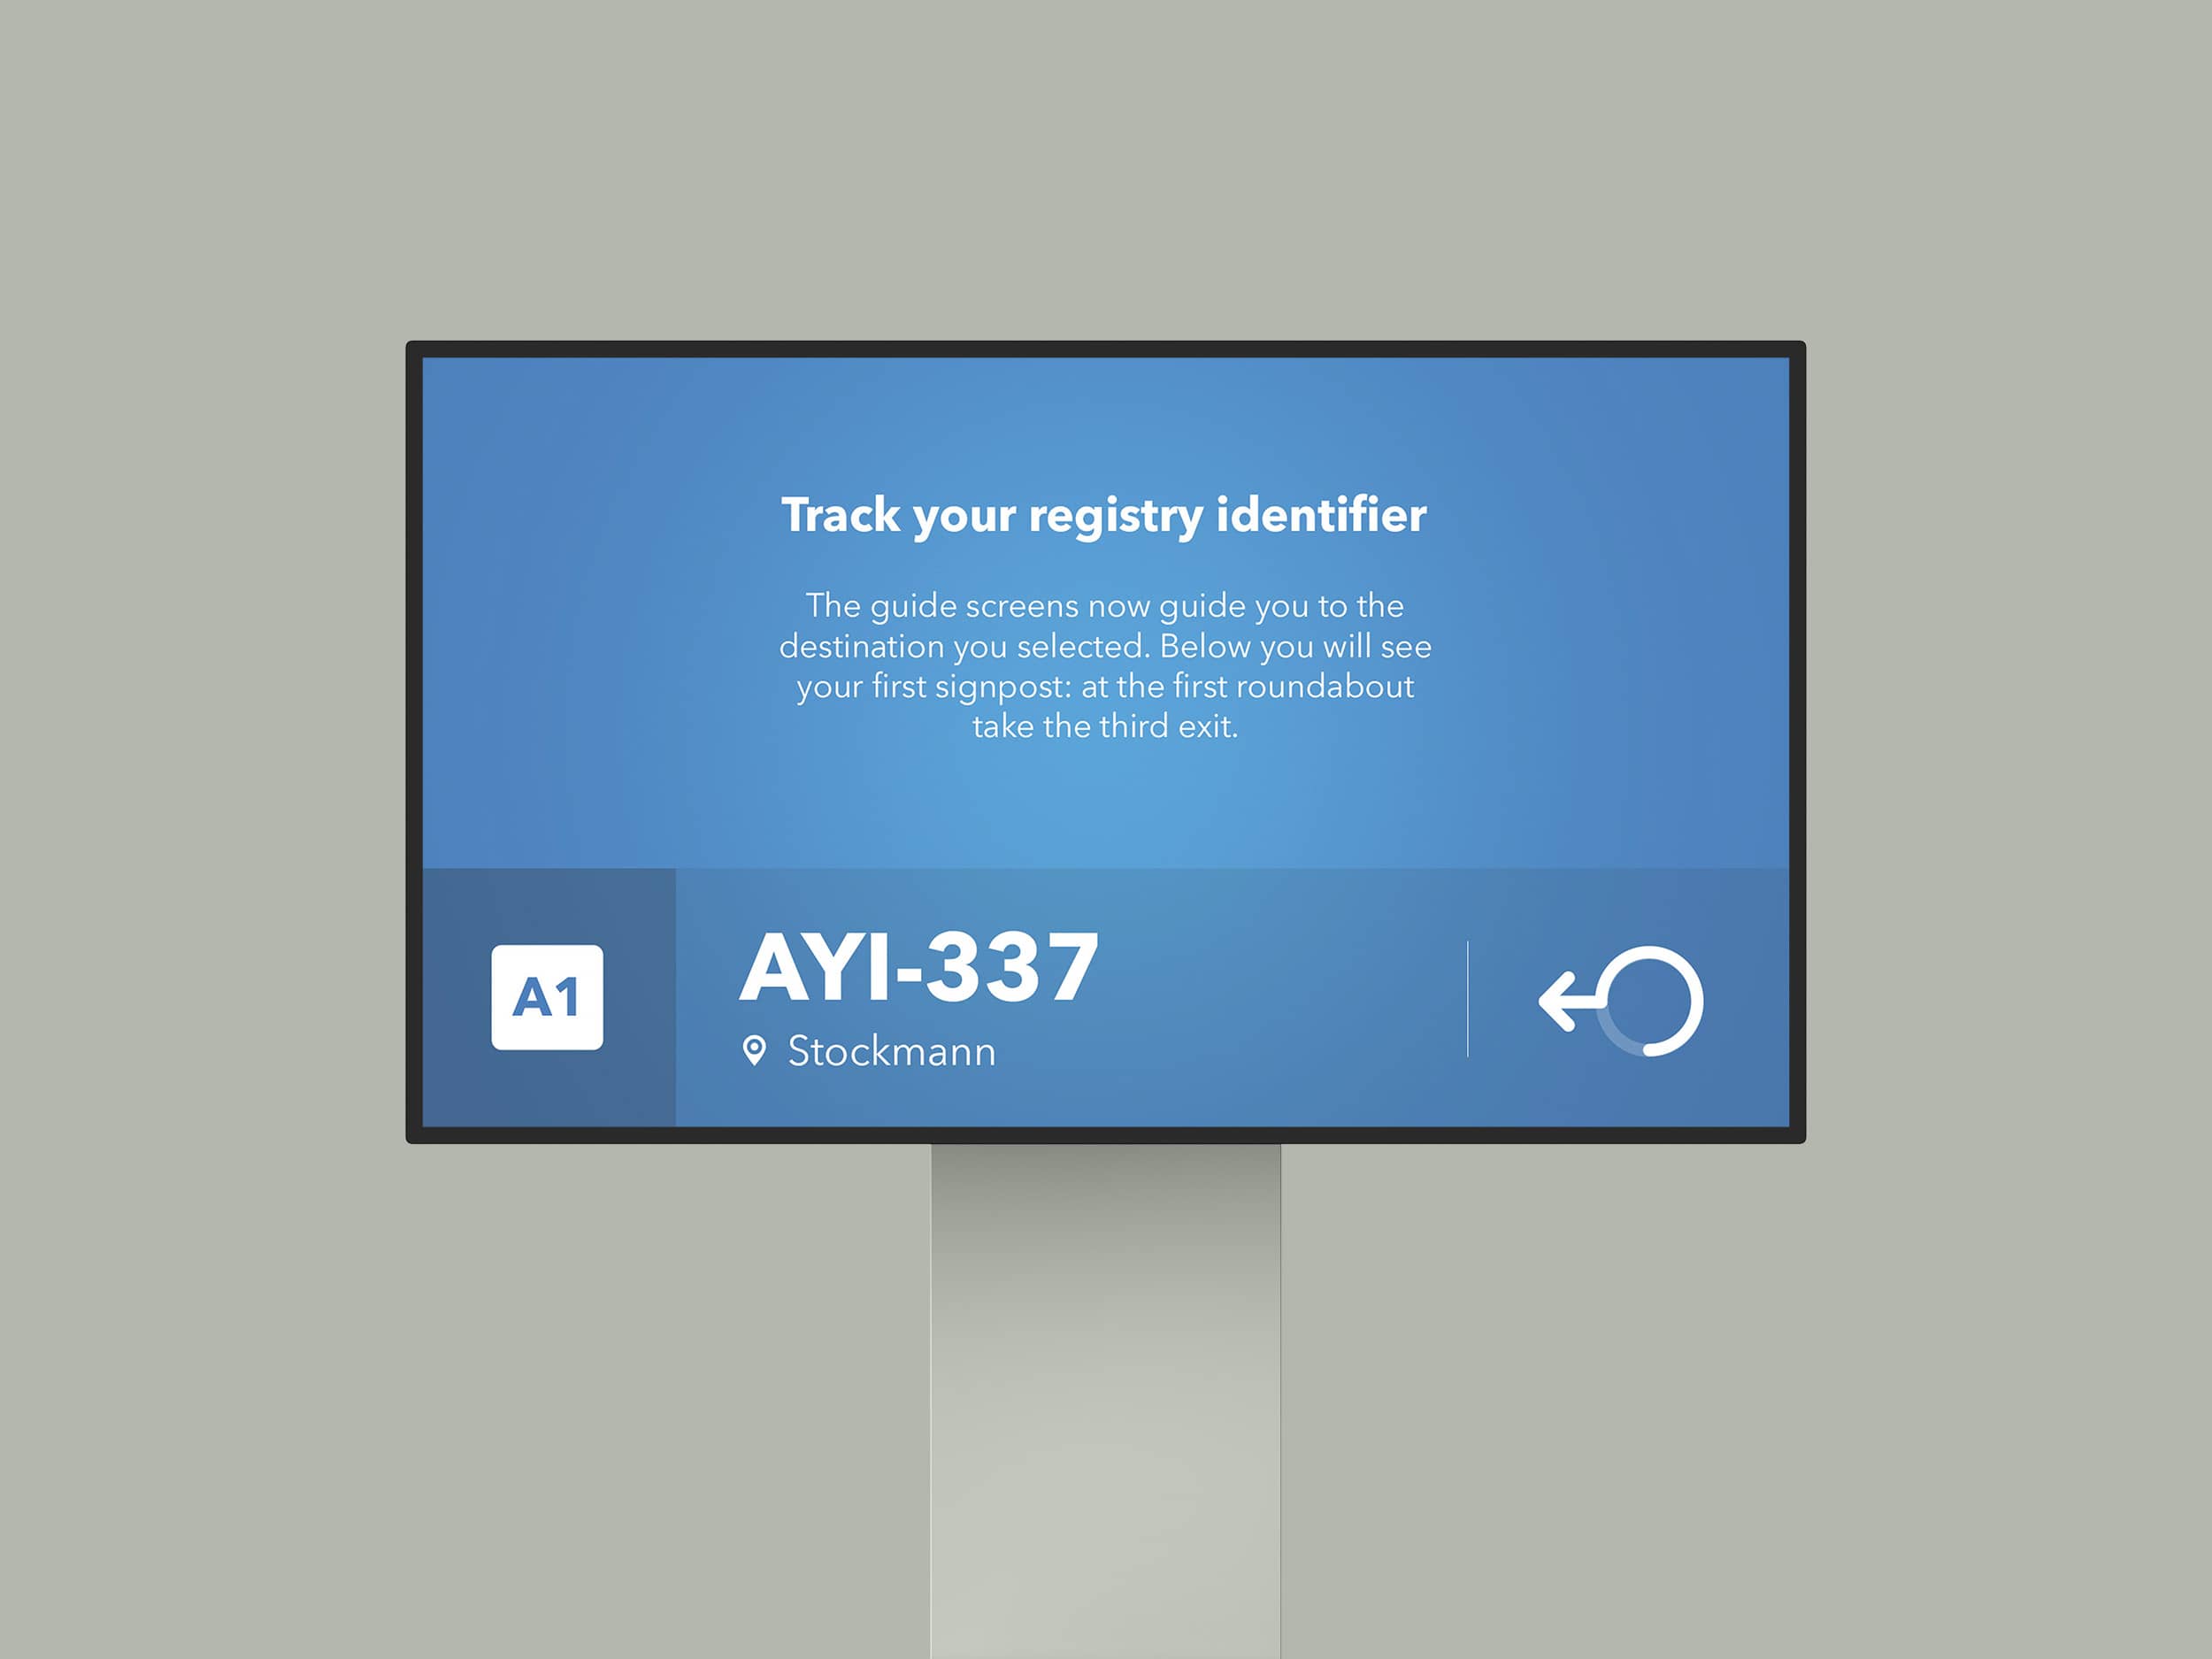 Track your registry identifier
The guide screens now guide you to the
destination you selected. Below you will see
your first signpost: at the first roundabout
take the third exit.
A1
AYI-337
Stockmann